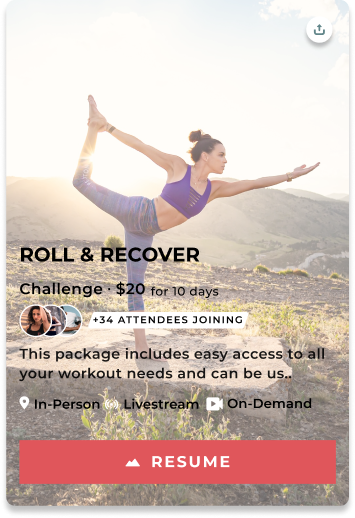 ROLL & RECOVER
Challenge · $20 for 10 days
+34 ATTENDEES JOINING
This package includes easy access to all
your workout needs and can be us..
In-Person Livestream On-Demand
RESUME